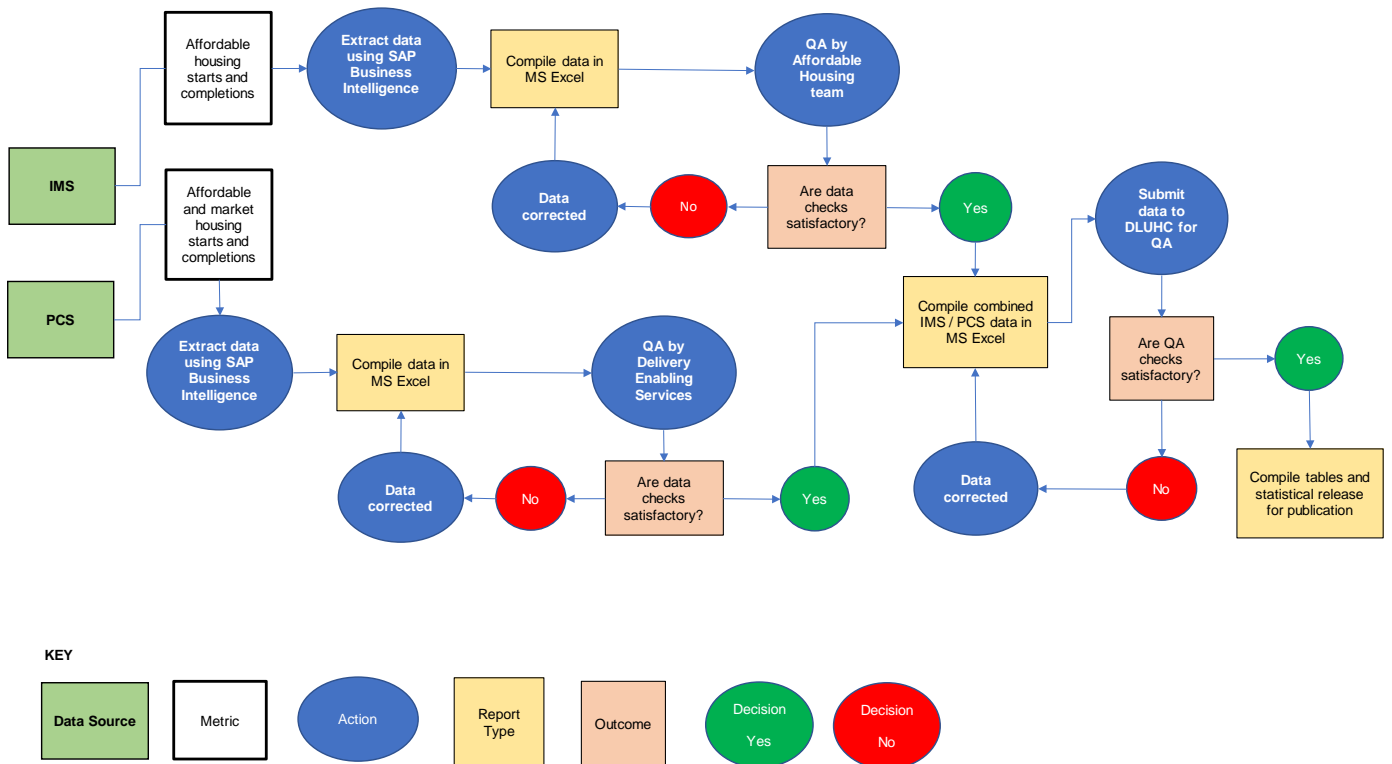 Affordable
housing
starts and
completions
Extract data
using SAP
Business
Intelligence
Compile data in
MS Excel
QA by
Affordable
Housing
team
IMS
Affordable
and market
housing
starts and
completions
Data
corrected
No
Are data
checks
satisfactory?
Yes
Submit
data to
DLUHC for
QA
PCS
Extract data
using SAP
Business
Intelligence
Compile data in
MS Excel
QA by
Delivery
Enabling
Services
Compile combined
IMS / PCS data in
MS Excel
Are QA
checks
satisfactory?
Yes
Data
corrected
No
Are data
checks
satisfactory?
Yes
Data
corrected
No
Compile tables and
statistical release
for publication
KEY
Data Source
Metric
Action
Report
Type
Outcome
Decision
Yes
Decision
No